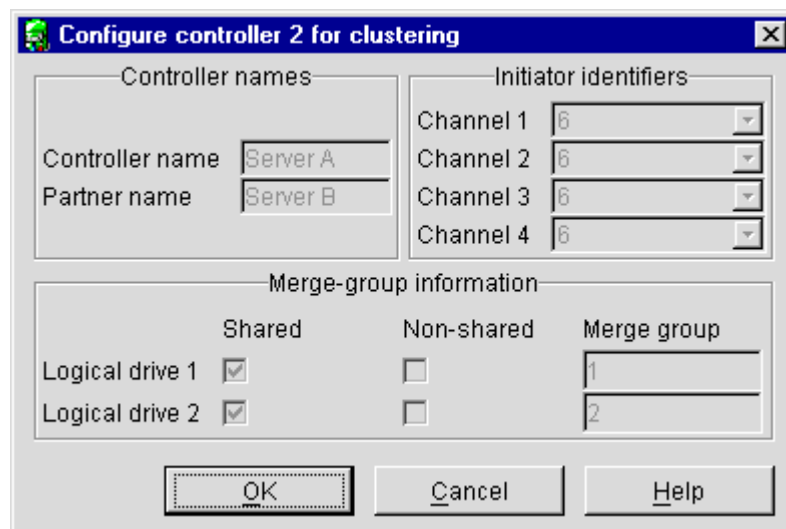 Configure controller 2 for clustering
Controller names
Controller name Server A
Partner name Server B
Initiator identifiers
Channel 1 6
Channel 2 6
Channel 3 6
Channel 4 6
Merge-group information
Shared Non-shared Merge group
Logical drive 1 1
Logical drive 2 2
OK Cancel Help